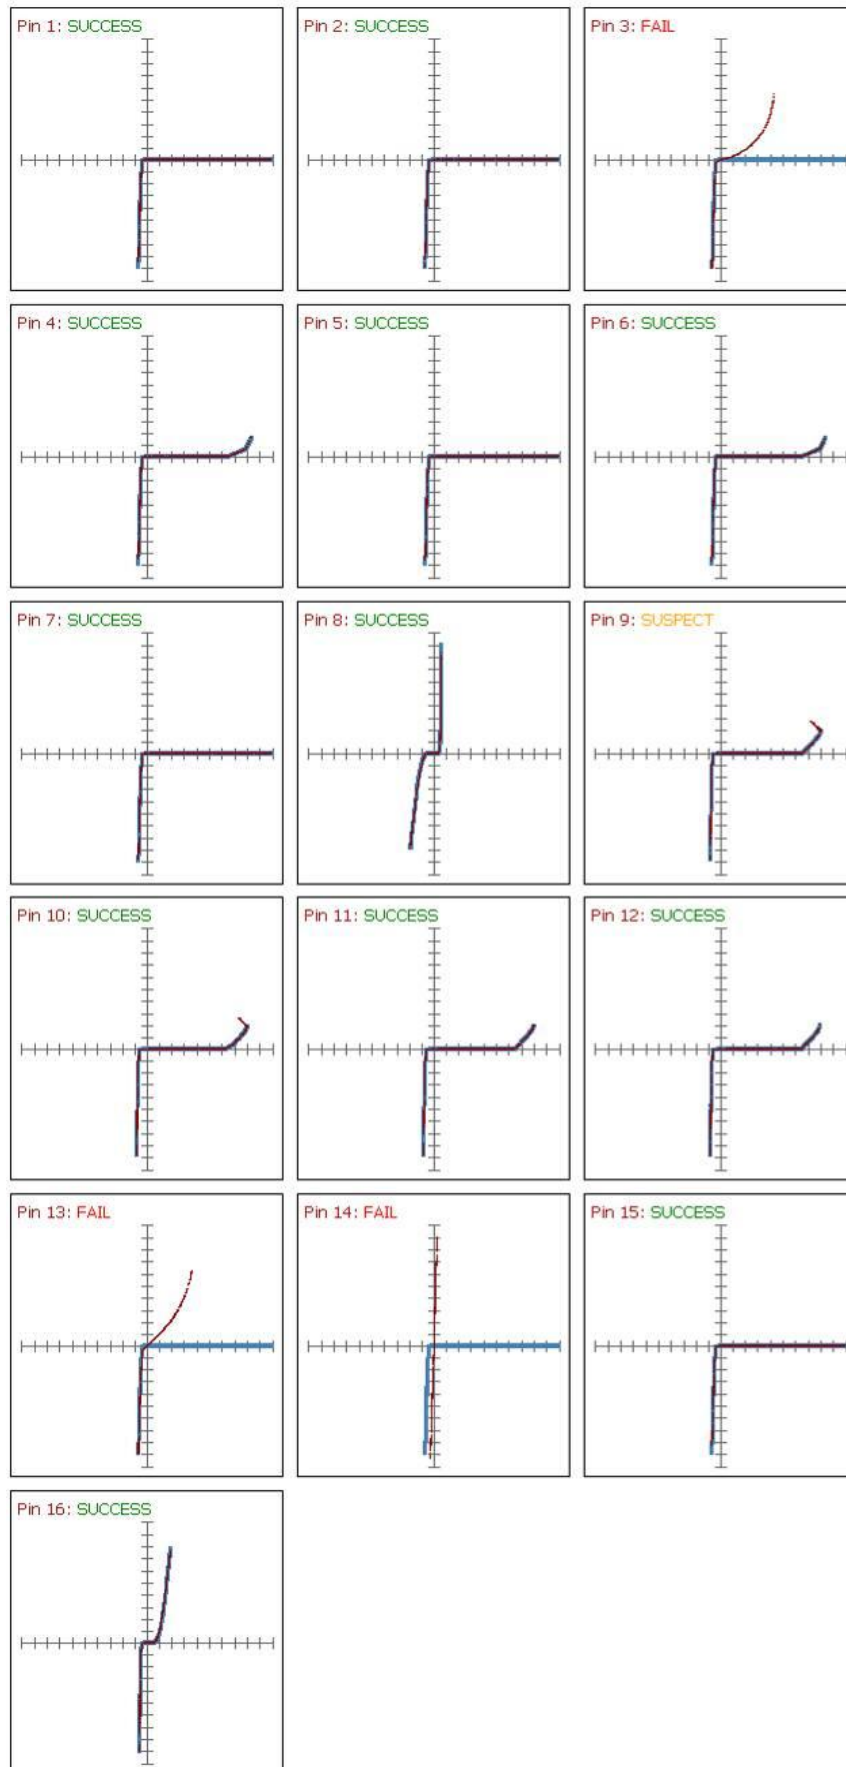 Pin 1: SUCCESS
Pin 2: SUCCESS
Pin 3: FAIL
Pin 4: SUCCESS
Pin 5: SUCCESS
Pin 6: SUCCESS
Pin 7: SUCCESS
Pin 8: SUCCESS
Pin 9: SUSPECT
Pin 10: SUCCESS
Pin 11: SUCCESS
Pin 12: SUCCESS
Pin 13: FAIL
Pin 14: FAIL
Pin 15: SUCCESS
Pin 16: SUCCESS